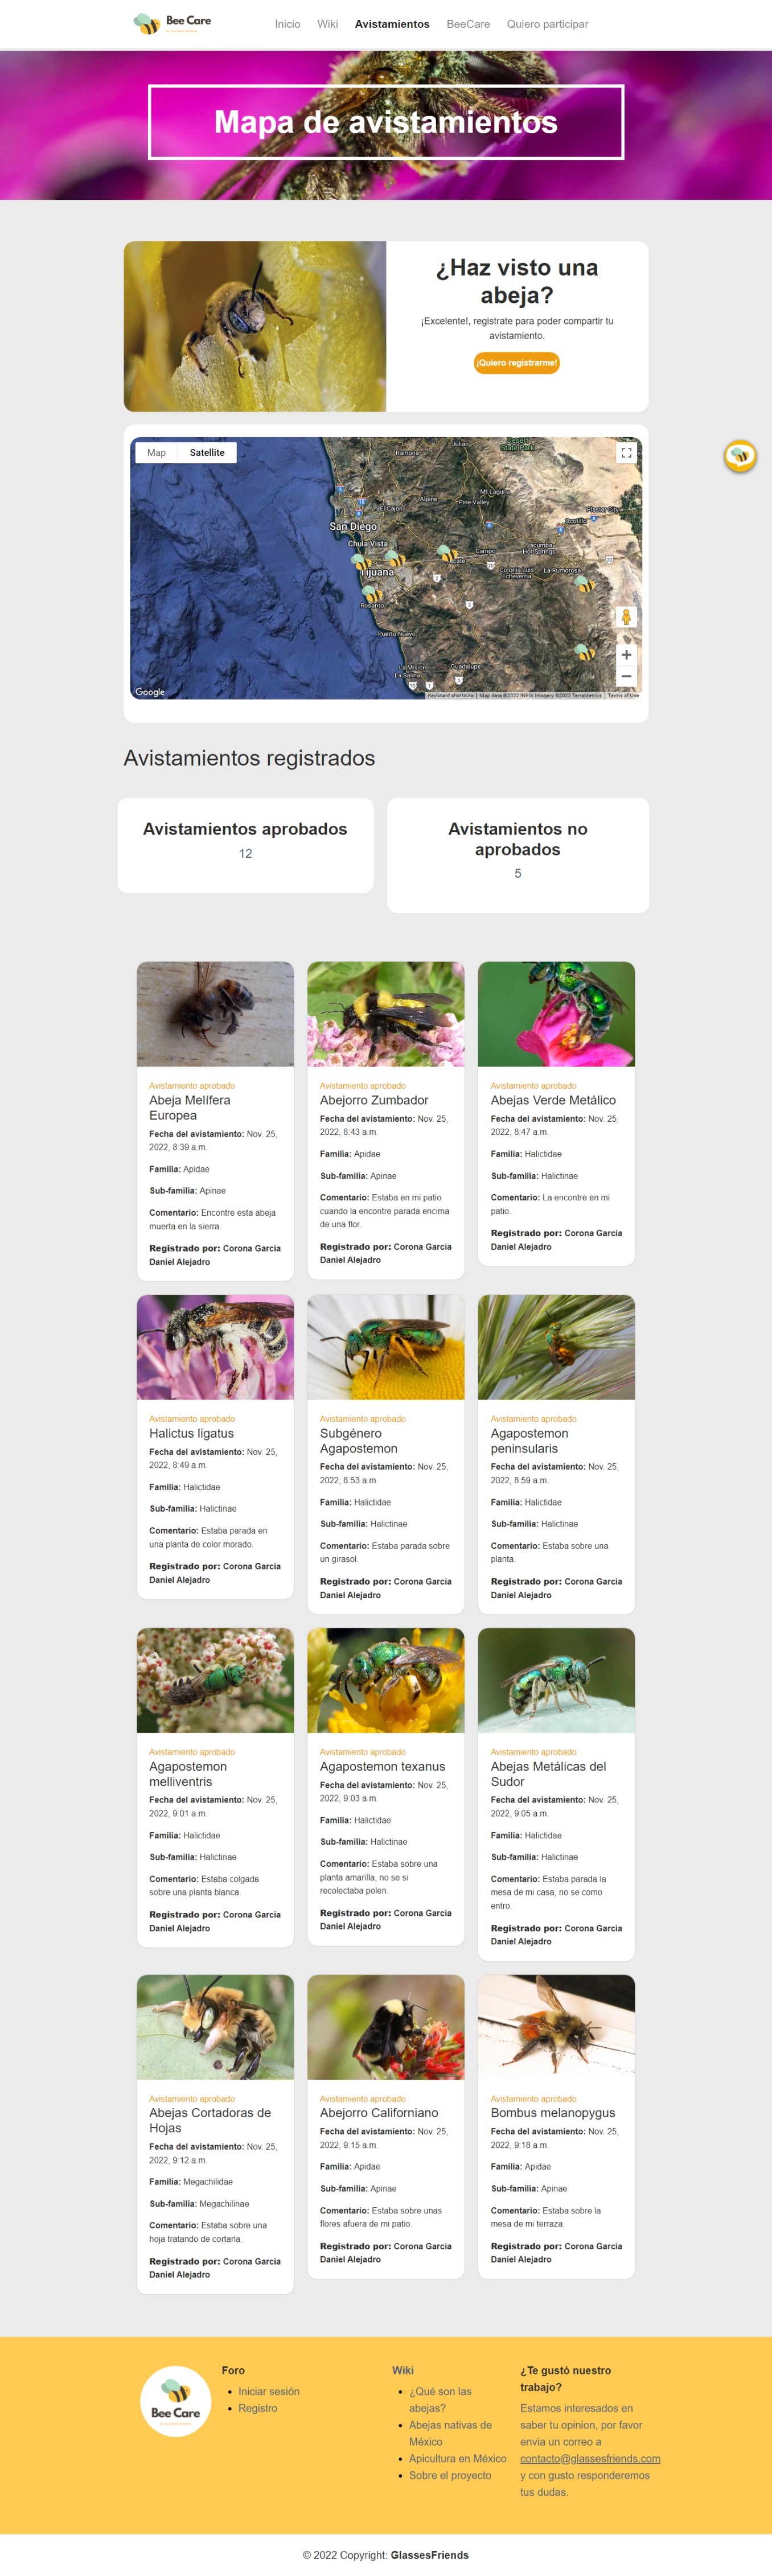 Bee Care
Inicio Wiki Avistamientos BeeCare Quiero participar
Mapa de avistamientos
¿Haz visto una
abeja?
¡Excelente!, registrate para poder compartir tu
avistamiento.
¡Quiero registrarme!
Map Satellite
Ramona
Julian
Desert
State Park
Alpine
Mt Laguna
Pine Valley
El Cajon
Plaster City
Ocotillo
San Diego
Chula Vista
Campo
Jacumba
Hot Springs
Tijuana
Colonia Luis
Echeverria
La Rumorosa
Rosarito
Puerto Nuevo
La Misión
Guadalupe
La Salina
Google
Keyboard shortcuts Map data ©2022 INEGI Imagery ©2022 TerraMetrics Terms of Use
Avistamientos registrados
Avistamientos aprobados
12
Avistamientos no
aprobados
5
Avistamiento aprobado
Abeja Melífera
Europea
Fecha del avistamiento: Nov. 25,
2022, 8:39 a.m.
Familia: Apidae
Sub-familia: Apinae
Comentario: Encontre esta abeja
muerta en la sierra.
Registrado por: Corona Garcia
Daniel Alejadro
Avistamiento aprobado
Abejorro Zumbador
Fecha del avistamiento: Nov. 25,
2022, 8:43 a.m.
Familia: Apidae
Sub-familia: Apinae
Comentario: Estaba en mi patio
cuando la encontre parada encima
de una flor.
Registrado por: Corona Garcia
Daniel Alejadro
Avistamiento aprobado
Abejas Verde Metálico
Fecha del avistamiento: Nov. 25,
2022, 8:47 a.m.
Familia: Halictidae
Sub-familia: Halictinae
Comentario: La encontre en mi
patio.
Registrado por: Corona Garcia
Daniel Alejadro
Avistamiento aprobado
Halictus ligatus
Fecha del avistamiento: Nov. 25,
2022, 8:49 a.m.
Familia: Halictidae
Sub-familia: Halictinae
Comentario: Estaba parada en
una planta de color morado.
Registrado por: Corona Garcia
Daniel Alejadro
Avistamiento aprobado
Subgénero
Agapostemon
Fecha del avistamiento: Nov. 25,
2022, 8:53 a.m.
Familia: Halictidae
Sub-familia: Halictinae
Comentario: Estaba parada sobre
un girasol.
Registrado por: Corona Garcia
Daniel Alejadro
Avistamiento aprobado
Agapostemon
peninsularis
Fecha del avistamiento: Nov. 25,
2022, 8:59 a.m.
Familia: Halictidae
Sub-familia: Halictinae
Comentario: Estaba sobre una
planta.
Registrado por: Corona Garcia
Daniel Alejadro
Avistamiento aprobado
Agapostemon
melliventris
Fecha del avistamiento: Nov. 25,
2022, 9:01 a.m.
Familia: Halictidae
Sub-familia: Halictinae
Comentario: Estaba colgada
sobre una planta blanca.
Registrado por: Corona Garcia
Daniel Alejadro
Avistamiento aprobado
Agapostemon texanus
Fecha del avistamiento: Nov. 25,
2022, 9:03 a.m.
Familia: Halictidae
Sub-familia: Halictinae
Comentario: Estaba sobre una
planta amarilla, no se si
recolectaba polen.
Registrado por: Corona Garcia
Daniel Alejadro
Avistamiento aprobado
Abejas Metálicas del
Sudor
Fecha del avistamiento: Nov. 25,
2022, 9:05 a.m.
Familia: Halictidae
Sub-familia: Halictinae
Comentario: Estaba parada la
mesa de mi casa, no se como
entro.
Registrado por: Corona Garcia
Daniel Alejadro
Avistamiento aprobado
Abejas Cortadoras de
Hojas
Fecha del avistamiento: Nov. 25,
2022, 9:12 a.m.
Familia: Megachilidae
Sub-familia: Megachilinae
Comentario: Estaba sobre una
hoja tratando de cortarla.
Registrado por: Corona Garcia
Daniel Alejadro
Avistamiento aprobado
Abejorro Californiano
Fecha del avistamiento: Nov. 25,
2022, 9:15 a.m.
Familia: Apidae
Sub-familia: Apinae
Comentario: Estaba sobre unas
flores afuera de mi patio.
Registrado por: Corona Garcia
Daniel Alejadro
Avistamiento aprobado
Bombus melanopygus
Fecha del avistamiento: Nov. 25,
2022, 9:18 a.m.
Familia: Apidae
Sub-familia: Apinae
Comentario: Estaba sobre la
mesa de mi terraza.
Registrado por: Corona Garcia
Daniel Alejadro
Bee Care
Foro
Iniciar sesión
Registro
Wiki
¿Qué son las
abejas?
Abejas nativas de
México
Apicultura en México
Sobre el proyecto
¿Te gustó nuestro
trabajo?
Estamos interesados en
saber tu opinion, por favor
envia un correo a
contacto@glassesfriends.com
y con gusto responderemos
tus dudas.
© 2022 Copyright: GlassesFriends